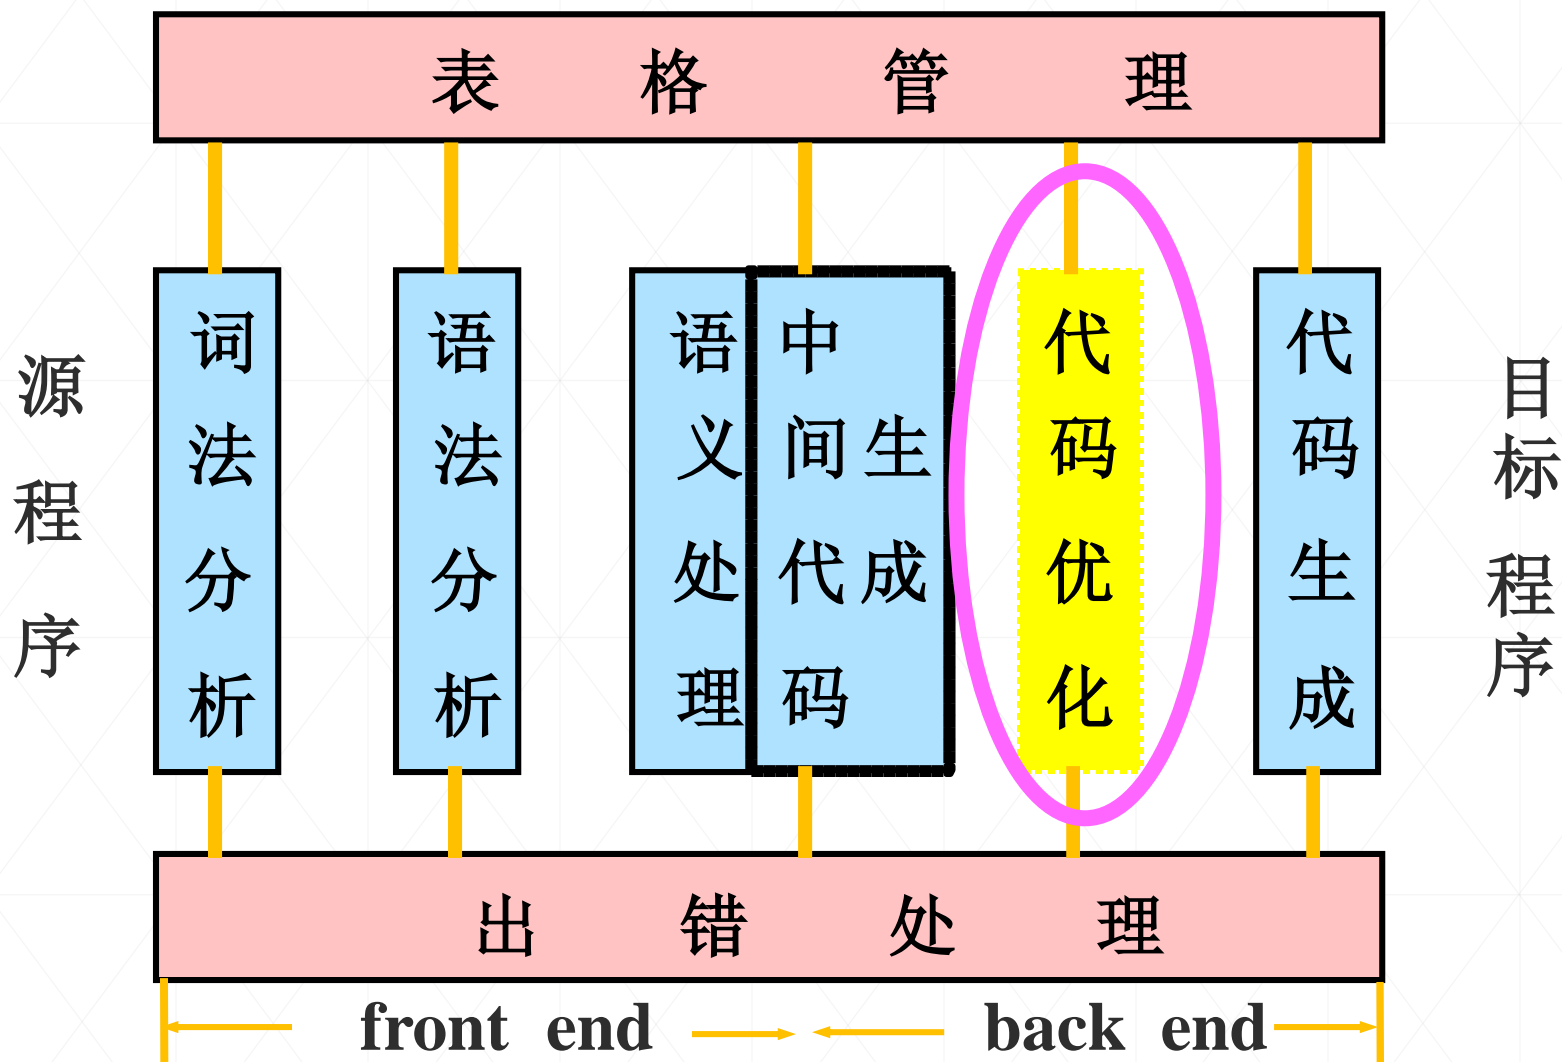 表格管理
源程序
词法分析
语法分析
语义处理
中间代码
生成
代码优化
代码生成
目标程序
出错处理
front end
back end